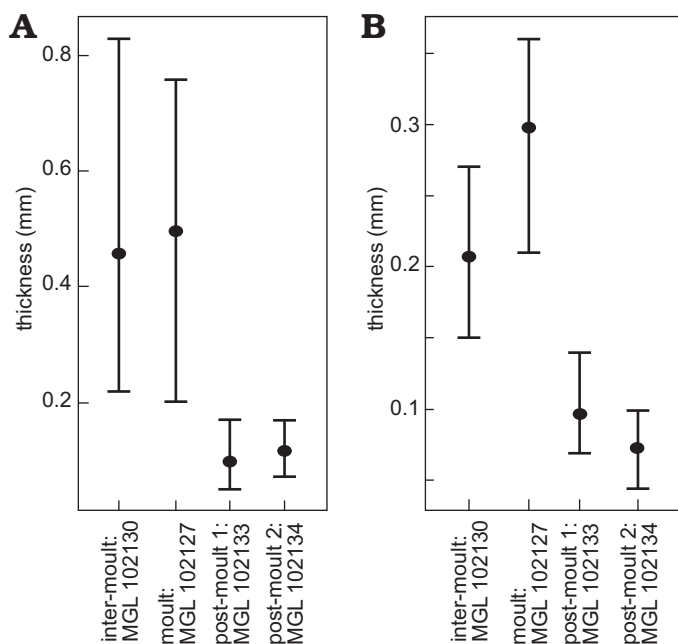 A
0.8
0.6
0.4
0.2
thickness (mm)
inter-moult:
MGL 102130
moult:
MGL 102127
post-moult 1:
MGL 102133
post-moult 2:
MGL 102134
B
0.3
0.2
0.1
thickness (mm)
inter-moult:
MGL 102130
moult:
MGL 102127
post-moult 1:
MGL 102133
post-moult 2:
MGL 102134